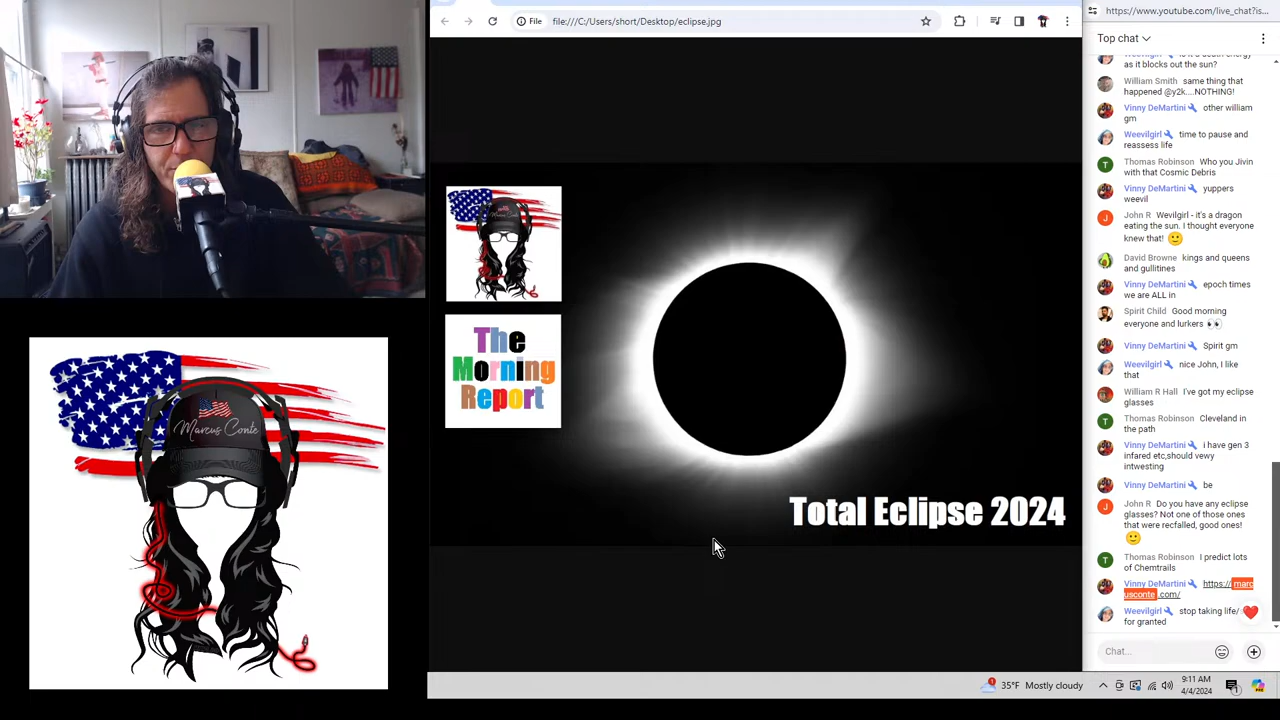 File
file:///C:/Users/short/Desktop/eclipse.jpg
https://www.youtube.com/live_chat?is...
Top chat
as it blocks out the sun?
William Smith same thing that
happened @y2k....NOTHING!
Vinny DeMartini other william
gm
Weevilgirl time to pause and
reassess life
Thomas Robinson Who you Jivin
with that Cosmic Debris
Vinny DeMartini yuppers
weevil
John R Wevilgirl - it's a dragon
eating the sun. I thought everyone
knew that!
David Browne kings and queens
and gullitines
Vinny DeMartini epoch times
we are ALL in
Spirit Child Good morning
everyone and lurkers
Vinny DeMartini Spirit gm
Weevilgirl nice John, I like
that
William R Hall I've got my eclipse
glasses
Thomas Robinson Cleveland in
the path
Vinny DeMartini i have gen 3
infared etc,should vewy
intwesting
Vinny DeMartini be
John R Do you have any eclipse
glasses? Not one of those ones
that were recfalled, good ones!
Thomas Robinson I predict lots
of Chemtrails
Vinny DeMartini https://marc
usconte.com/
Weevilgirl stop taking life/
for granted
Chat...
The
Morning
Report
Total Eclipse 2024
Marcus Conte
35°F Mostly cloudy
9:11 AM
4/4/2024